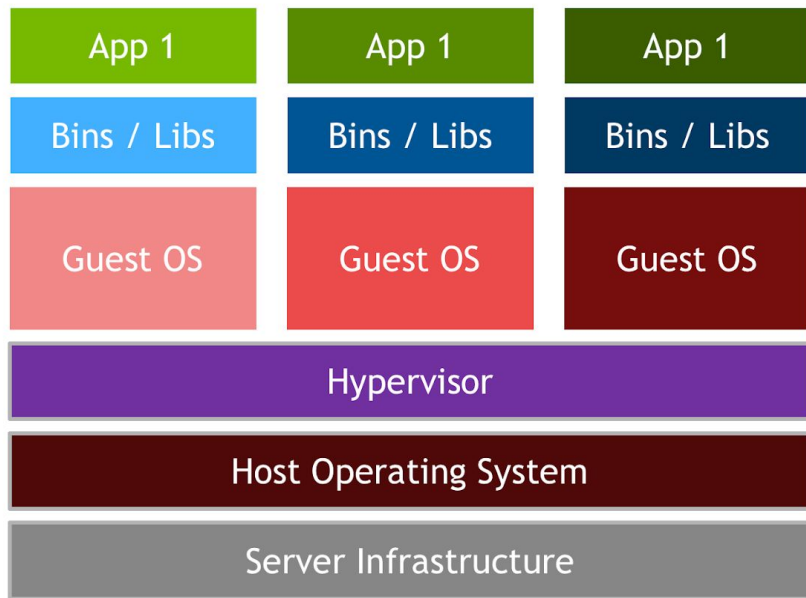 App 1
App 1
App 1
Bins / Libs
Bins / Libs
Bins / Libs
Guest OS
Guest OS
Guest OS
Hypervisor
Host Operating System
Server Infrastructure